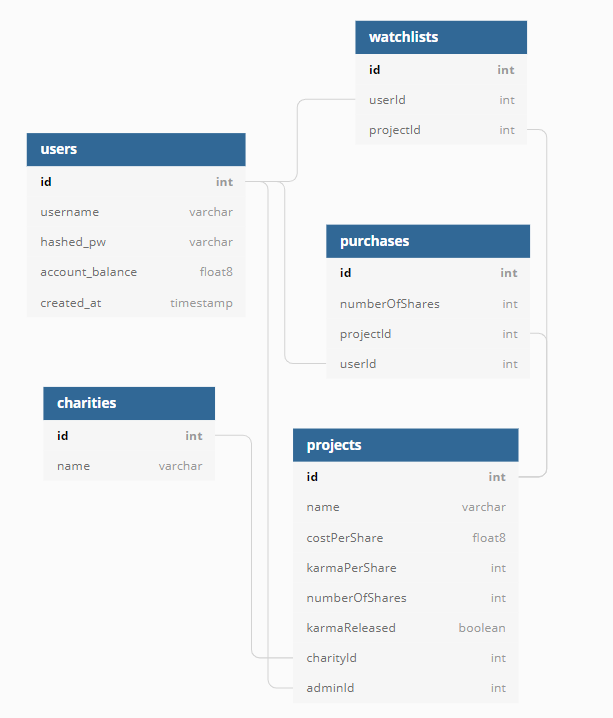 watchlists
id int
userId int
projectId int
users
id int
username varchar
hashed_pw varchar
account_balance float8
created_at timestamp
purchases
id int
numberOfShares int
projectId int
userId int
charities
id int
name varchar
projects
id int
name varchar
costPerShare float8
karmaPerShare int
numberOfShares int
karmaReleased boolean
charityId int
adminId int